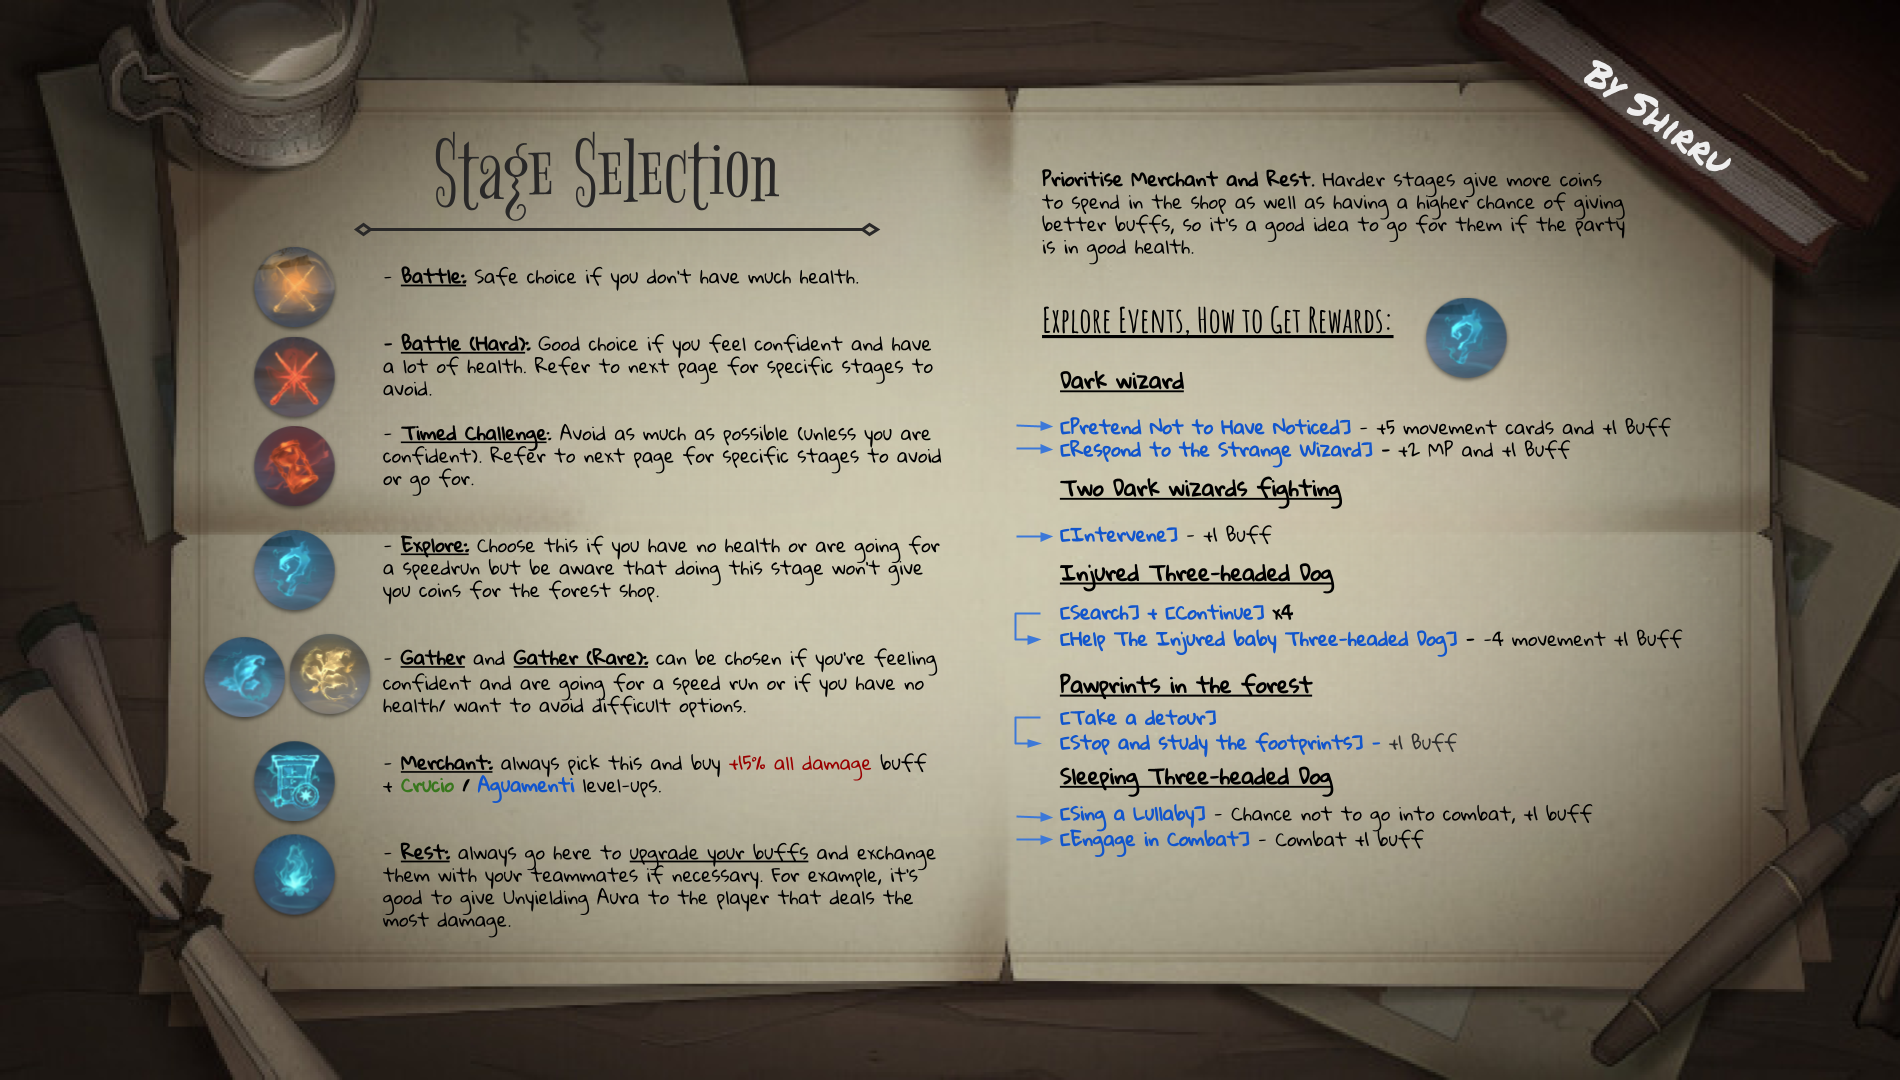 Stage Selection
- Battle: Safe choice if you don't have much health.
- Battle (Hard): Good choice if you feel confident and have
a lot of health. Refer to next page for specific stages to
avoid.
- Timed Challenge: Avoid as much as possible (unless you are
confident). Refer to next page for specific stages to avoid
or go for.
- Explore: Choose this if you have no health or are going for
a speedrun but be aware that doing this stage won't give
you coins for the forest shop.
- Gather and Gather (Rare): can be chosen if you're feeling
confident and are going for a speed run or if you have no
health/ want to avoid difficult options.
- Merchant: always pick this and buy +15% all damage buff
+ Crucio / Aguamenti level-ups.
- Rest: always go here to upgrade your buffs and exchange
them with your teammates if necessary. For example, it's
good to give Unyielding Aura to the player that deals the
most damage.
By Shirru
Prioritise Merchant and Rest. Harder stages give more coins
to spend in the shop as well as having a higher chance of giving
better buffs, so it's a good idea to go for them if the party
is in good health.
Explore Events, How to Get Rewards:
Dark wizard
[Pretend Not to Have Noticed] - +5 movement cards and +1 Buff
[Respond to the Strange Wizard] - +2 MP and +1 Buff
Two Dark wizards fighting
[Intervene] - +1 Buff
Injured Three-headed Dog
[Search] + [Continue] x4
[Help The Injured baby Three-headed Dog] - -4 movement +1 Buff
Pawprints in the forest
[Take a detour]
[Stop and study the footprints] - +1 Buff
Sleeping Three-headed Dog
[Sing a Lullaby] - Chance not to go into combat, +1 buff
[Engage in Combat] - Combat +1 buff